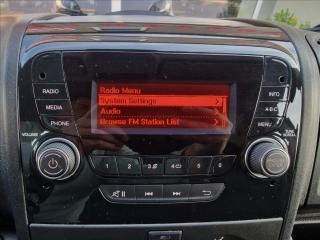 Radio Menu
System Settings
Audio
Browse FM Station List
RADIO
MEDIA
PHONE
INFO
A-B-C
MENU
VOLUME
TUNE
SCROLL
1
2
3
4
5
6